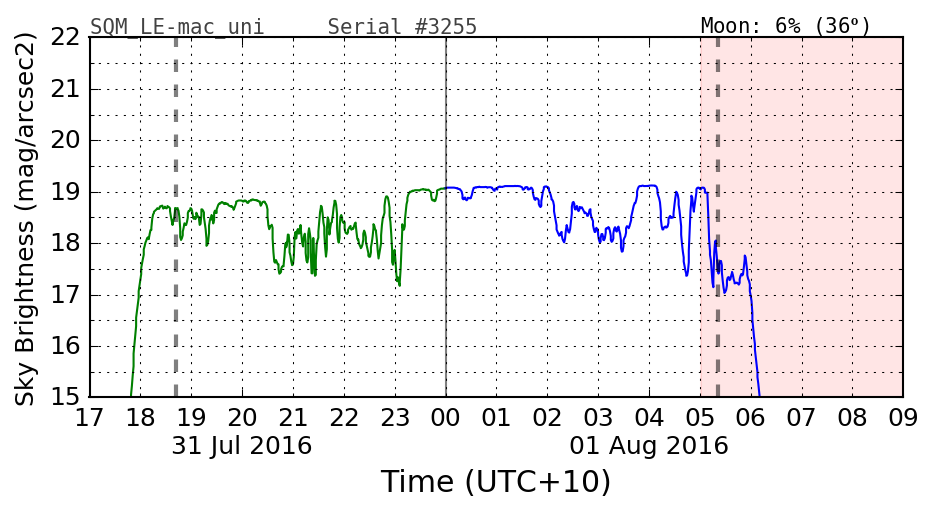 SQM_LE-mac_uni Serial #3255 Moon: 6% (36°)
22
21
20
19
18
17
16
15
Sky Brightness (mag/arcsec2)
17 18 19 20 21 22 23 00 01 02 03 04 05 06 07 08 09
31 Jul 2016 01 Aug 2016
Time (UTC+10)